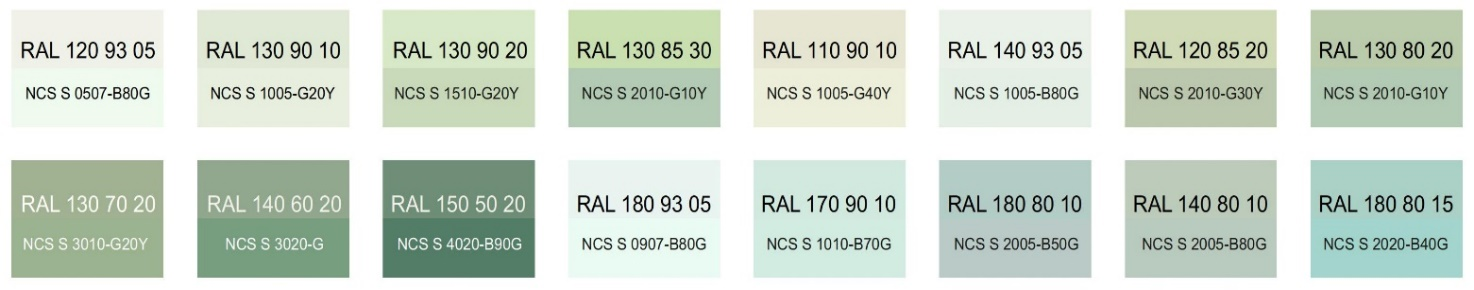 RAL 120 93 05
NCS S 0507-B80G
RAL 130 90 10
NCS S 1005-G20Y
RAL 130 90 20
NCS S 1510-G20Y
RAL 130 85 30
NCS S 2010-G10Y
RAL 110 90 10
NCS S 1005-G40Y
RAL 140 93 05
NCS S 1005-B80G
RAL 120 85 20
NCS S 2010-G30Y
RAL 130 80 20
NCS S 2010-G10Y
RAL 130 70 20
NCS S 3010-G20Y
RAL 140 60 20
NCS S 3020-G
RAL 150 50 20
NCS S 4020-B90G
RAL 180 93 05
NCS S 0907-B80G
RAL 170 90 10
NCS S 1010-B70G
RAL 180 80 10
NCS S 2005-B50G
RAL 140 80 10
NCS S 2005-B80G
RAL 180 80 15
NCS S 2020-B40G